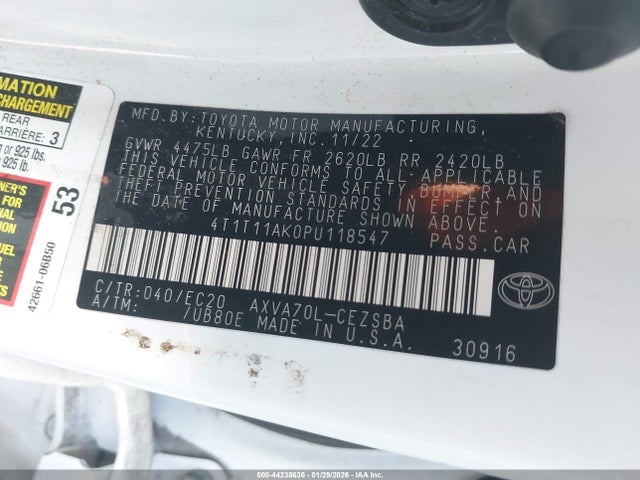 MFD.BY:TOYOTA MOTOR MANUFACTURING,
KENTUCKY,INC.11/22
GVWR 4475LB GAWR FR 2620LB RR 2420LB
THIS VEHICLE CONFORMS TO ALL APPLICABLE
FEDERAL MOTOR VEHICLE SAFETY, BUMPER, AND
THEFT PREVENTION STANDARDS IN EFFECT ON
THE DATE OF MANUFACTURE SHOWN ABOVE.
4T1T11AK0PU118547 PASS.CAR
C/TR:040/EC20 AXVA70L-CEZSBA
A/TM: /UB80E MADE IN U.S.A.
30916
MATION
CHARGEMENT
REAR
ARRIÈRE: 3
925 lbs.
925 lb.
53
42661-06B50
000-44238636 - 01/29/2026 - IAA Inc.